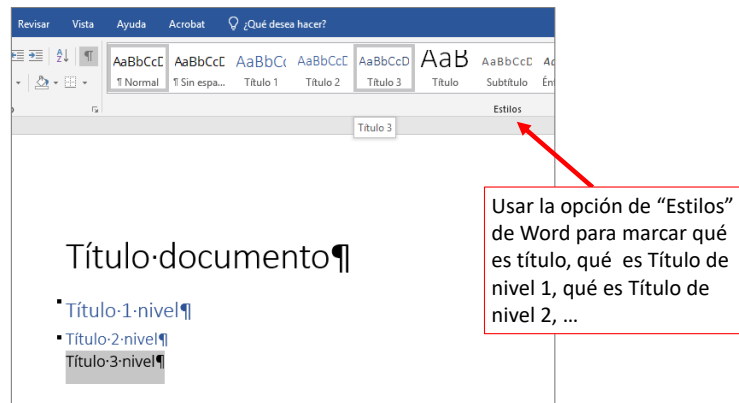 Revisar Vista Ayuda Acrobat ¿Qué desea hacer?
AaBbCcD AaBbCcD AaBbCc AaBbCcD AaBbCcD AaB AaBbCcD
¶ Normal ¶ Sin espa... Título 1 Título 2 Título 3 Título Subtítulo
Estilos
Título 3
Usar la opción de “Estilos”
de Word para marcar qué
es título, qué es Título de
nivel 1, qué es Título de
nivel 2, …
Título·documento¶
Título·1·nivel¶
Título·2·nivel¶
Título·3·nivel¶